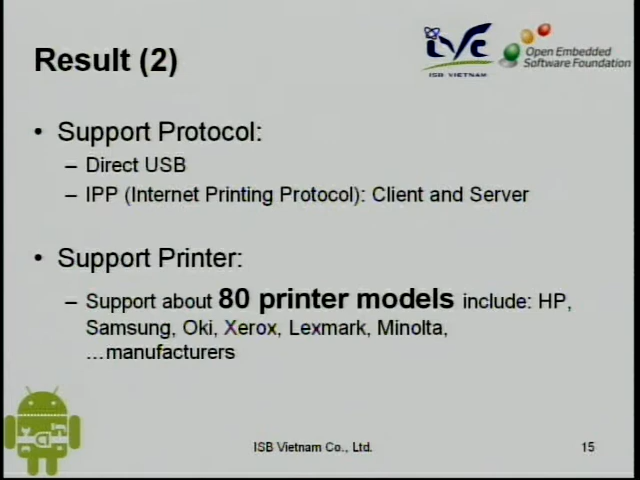 Result (2)
ive
ISB VIETNAM
Open Embedded
Software Foundation
• Support Protocol:
– Direct USB
– IPP (Internet Printing Protocol): Client and Server
• Support Printer:
– Support about 80 printer models include: HP,
Samsung, Oki, Xerox, Lexmark, Minolta,
…manufacturers
ISB Vietnam Co., Ltd.
15